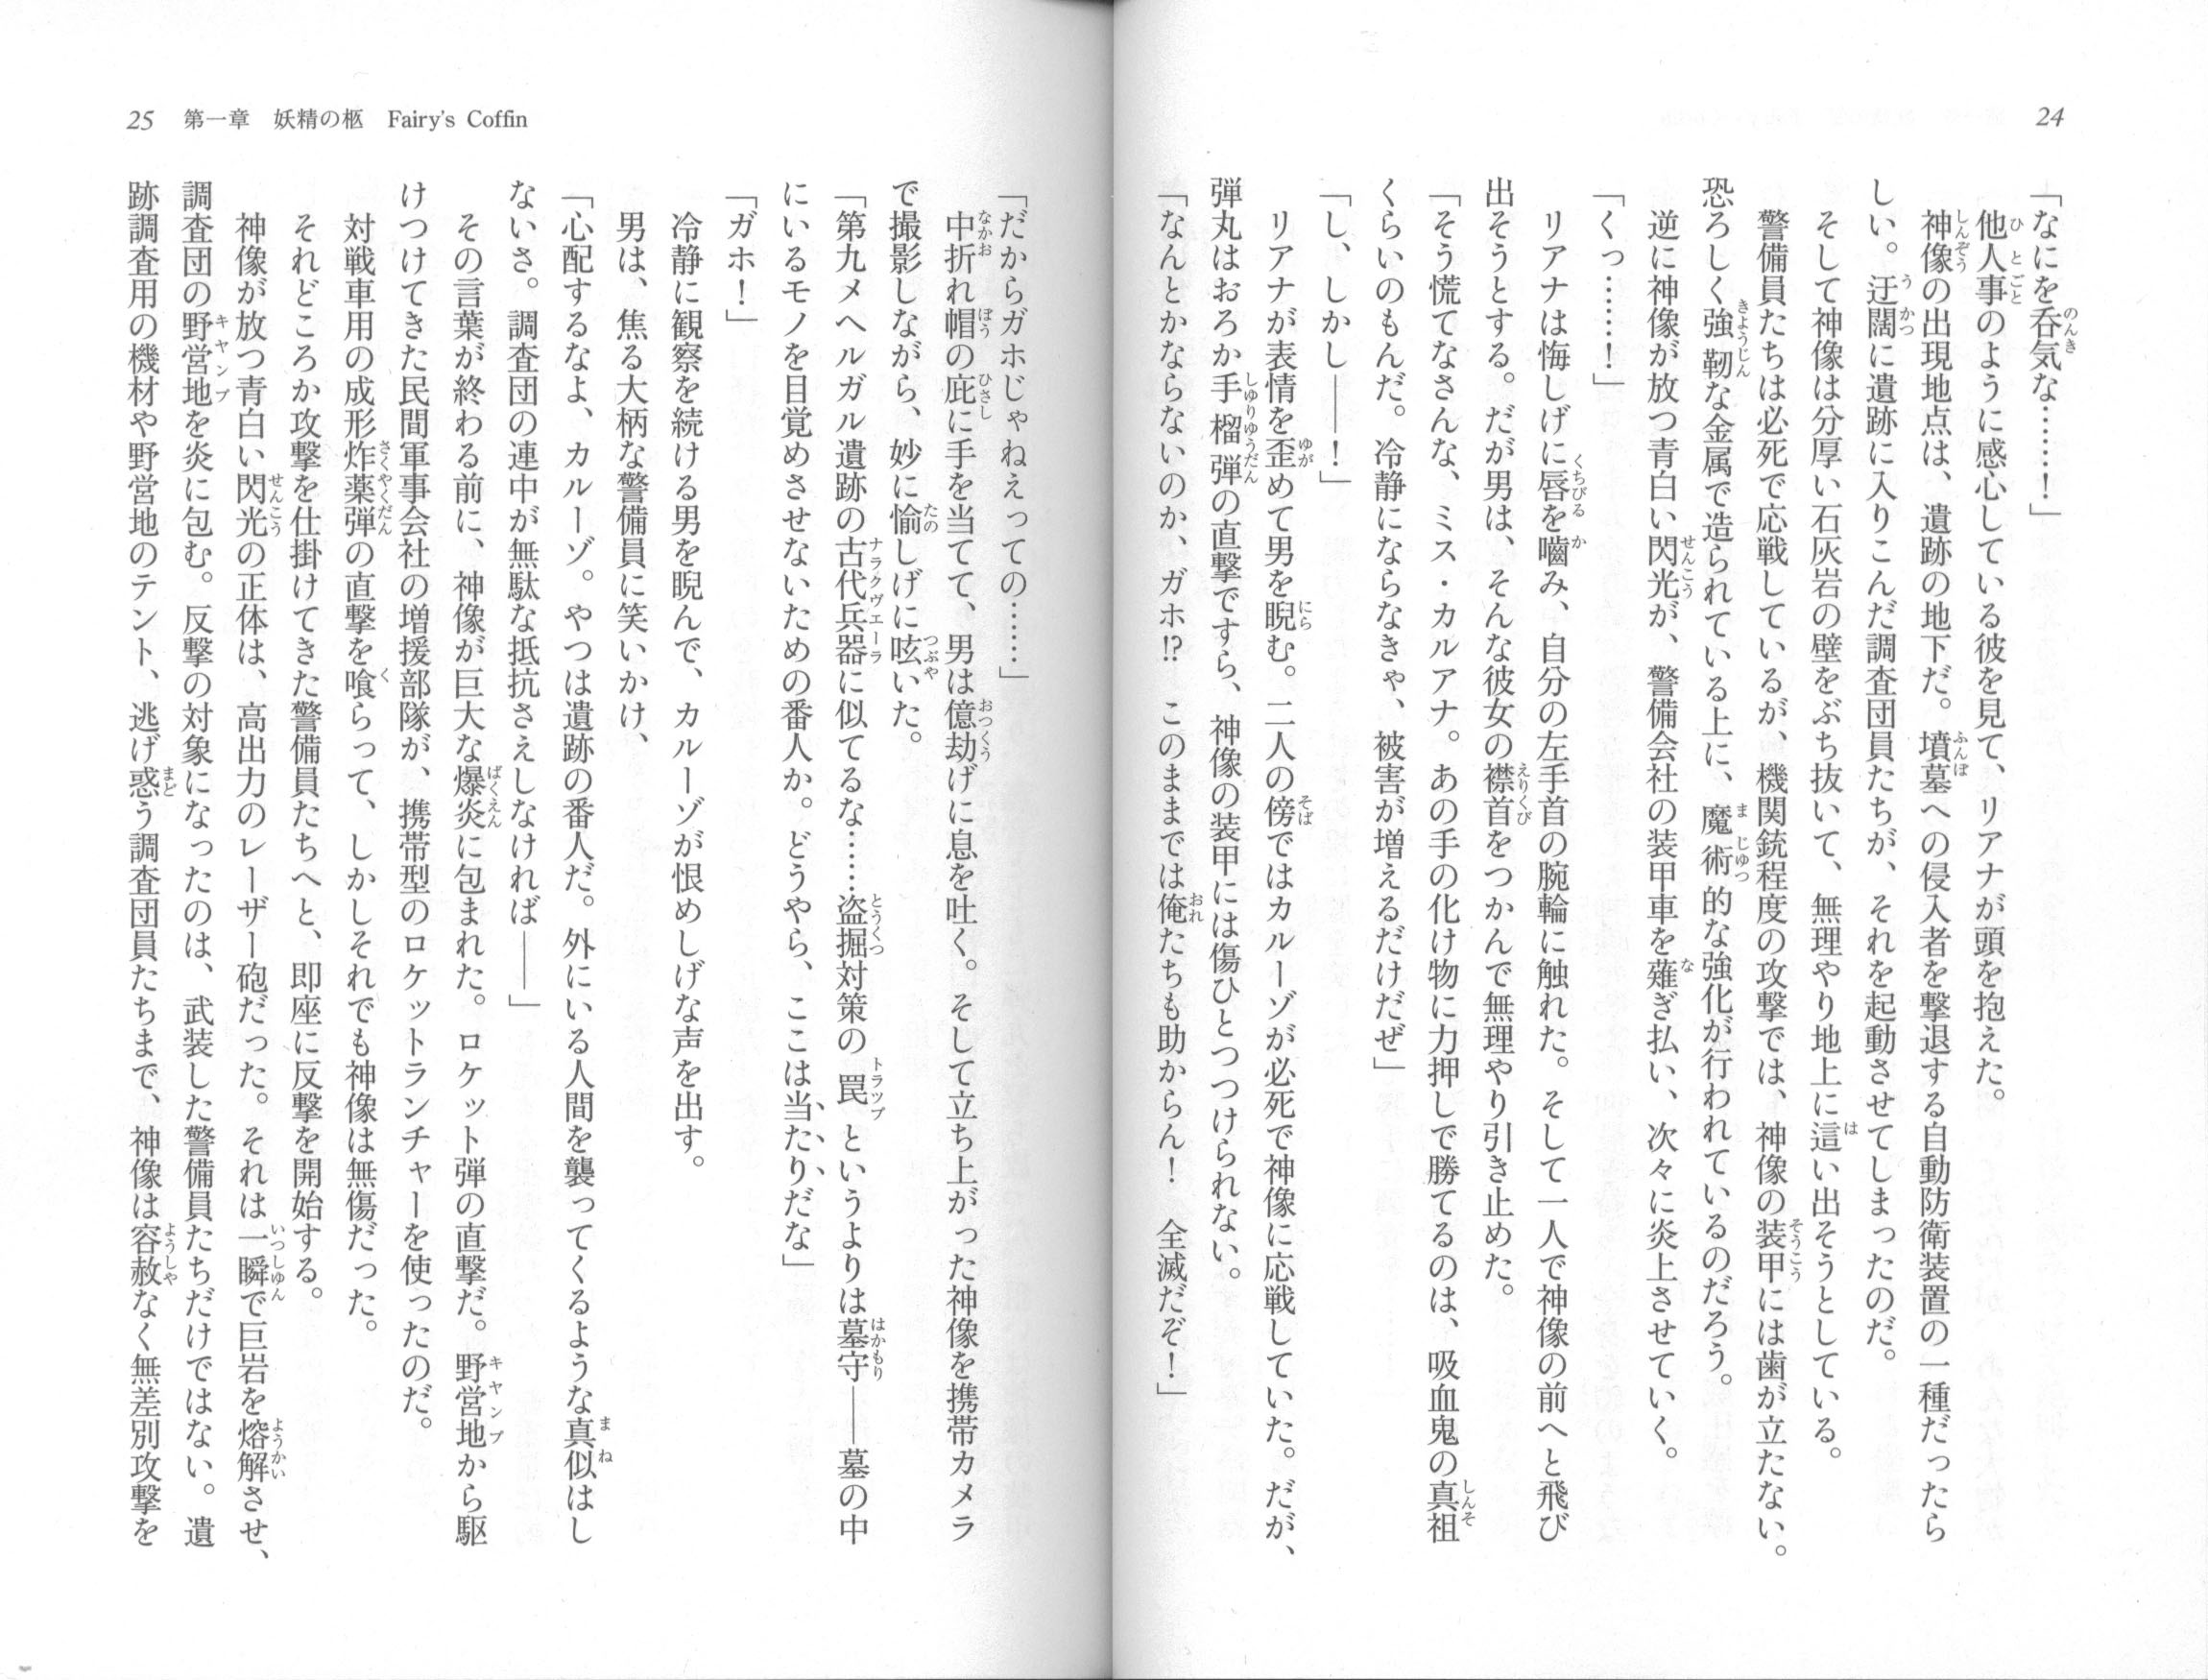 24
「なにを呑気な……！」
他人事のように感心している彼を見て、リアナが頭を抱えた。
神像の出現地点は、遺跡の地下だ。墳墓への侵入者を撃退する自動防衛装置の一種だったら
しい。迂闊に遺跡に入りこんだ調査団員たちが、それを起動させてしまったのだ。
そして神像は分厚い石灰岩の壁をぶち抜いて、無理やり地上に這い出そうとしている。
警備員たちは必死で応戦しているが、機関銃程度の攻撃では、神像の装甲には歯が立たない。
恐ろしく強靭な金属で造られている上に、魔術的な強化が行われているのだろう。
逆に神像が放つ青白い閃光が、警備会社の装甲車を薙ぎ払い、次々に炎上させていく。
「くっ……！」
リアナは悔しげに唇を嚙み、自分の左手首の腕輪に触れた。そして一人で神像の前へと飛び
出そうとする。だが男は、そんな彼女の襟首をつかんで無理やり引き止めた。
「そう慌てなさんな、ミス・カルアナ。あの手の化け物に力押しで勝てるのは、吸血鬼の真祖
くらいのもんだ。冷静にならなきゃ、被害が増えるだけだぜ」
「し、しかし――！」
リアナが表情を歪めて男を睨む。二人の傍ではカルーゾが必死で神像に応戦していた。だが、
弾丸はおろか手榴弾の直撃ですら、神像の装甲には傷ひとつつけられない。
「なんとかならないのか、ガホ⁉　このままでは俺たちも助からん！　全滅だぞ！」
25　第一章　妖精の柩　Fairy's Coffin
「だからガホじゃねえっての……」
中折れ帽の庇に手を当てて、男は億劫げに息を吐く。そして立ち上がった神像を携帯カメラ
で撮影しながら、妙に愉しげに呟いた。
「第九メヘルガル遺跡の古代兵器に似てるな……盗掘対策の罠というよりは墓守――墓の中
にいるモノを目覚めさせないための番人か。どうやら、ここは当たりだな」
「ガホ！」
冷静に観察を続ける男を睨んで、カルーゾが恨めしげな声を出す。
男は、焦る大柄な警備員に笑いかけ、
「心配するなよ、カルーゾ。やつは遺跡の番人だ。外にいる人間を襲ってくるような真似はし
ないさ。調査団の連中が無駄な抵抗さえしなければ――」
その言葉が終わる前に、神像が巨大な爆炎に包まれた。ロケット弾の直撃だ。野営地から駆
けつけてきた民間軍事会社の増援部隊が、携帯型のロケットランチャーを使ったのだ。
対戦車用の成形炸薬弾の直撃を喰らって、しかしそれでも神像は無傷だった。
それどころか攻撃を仕掛けてきた警備員たちへと、即座に反撃を開始する。
神像が放つ青白い閃光の正体は、高出力のレーザー砲だった。それは一瞬で巨岩を熔解させ、
調査団の野営地を炎に包む。反撃の対象になったのは、武装した警備員たちだけではない。遺
跡調査用の機材や野営地のテント、逃げ惑う調査団員たちまで、神像は容赦なく無差別攻撃を